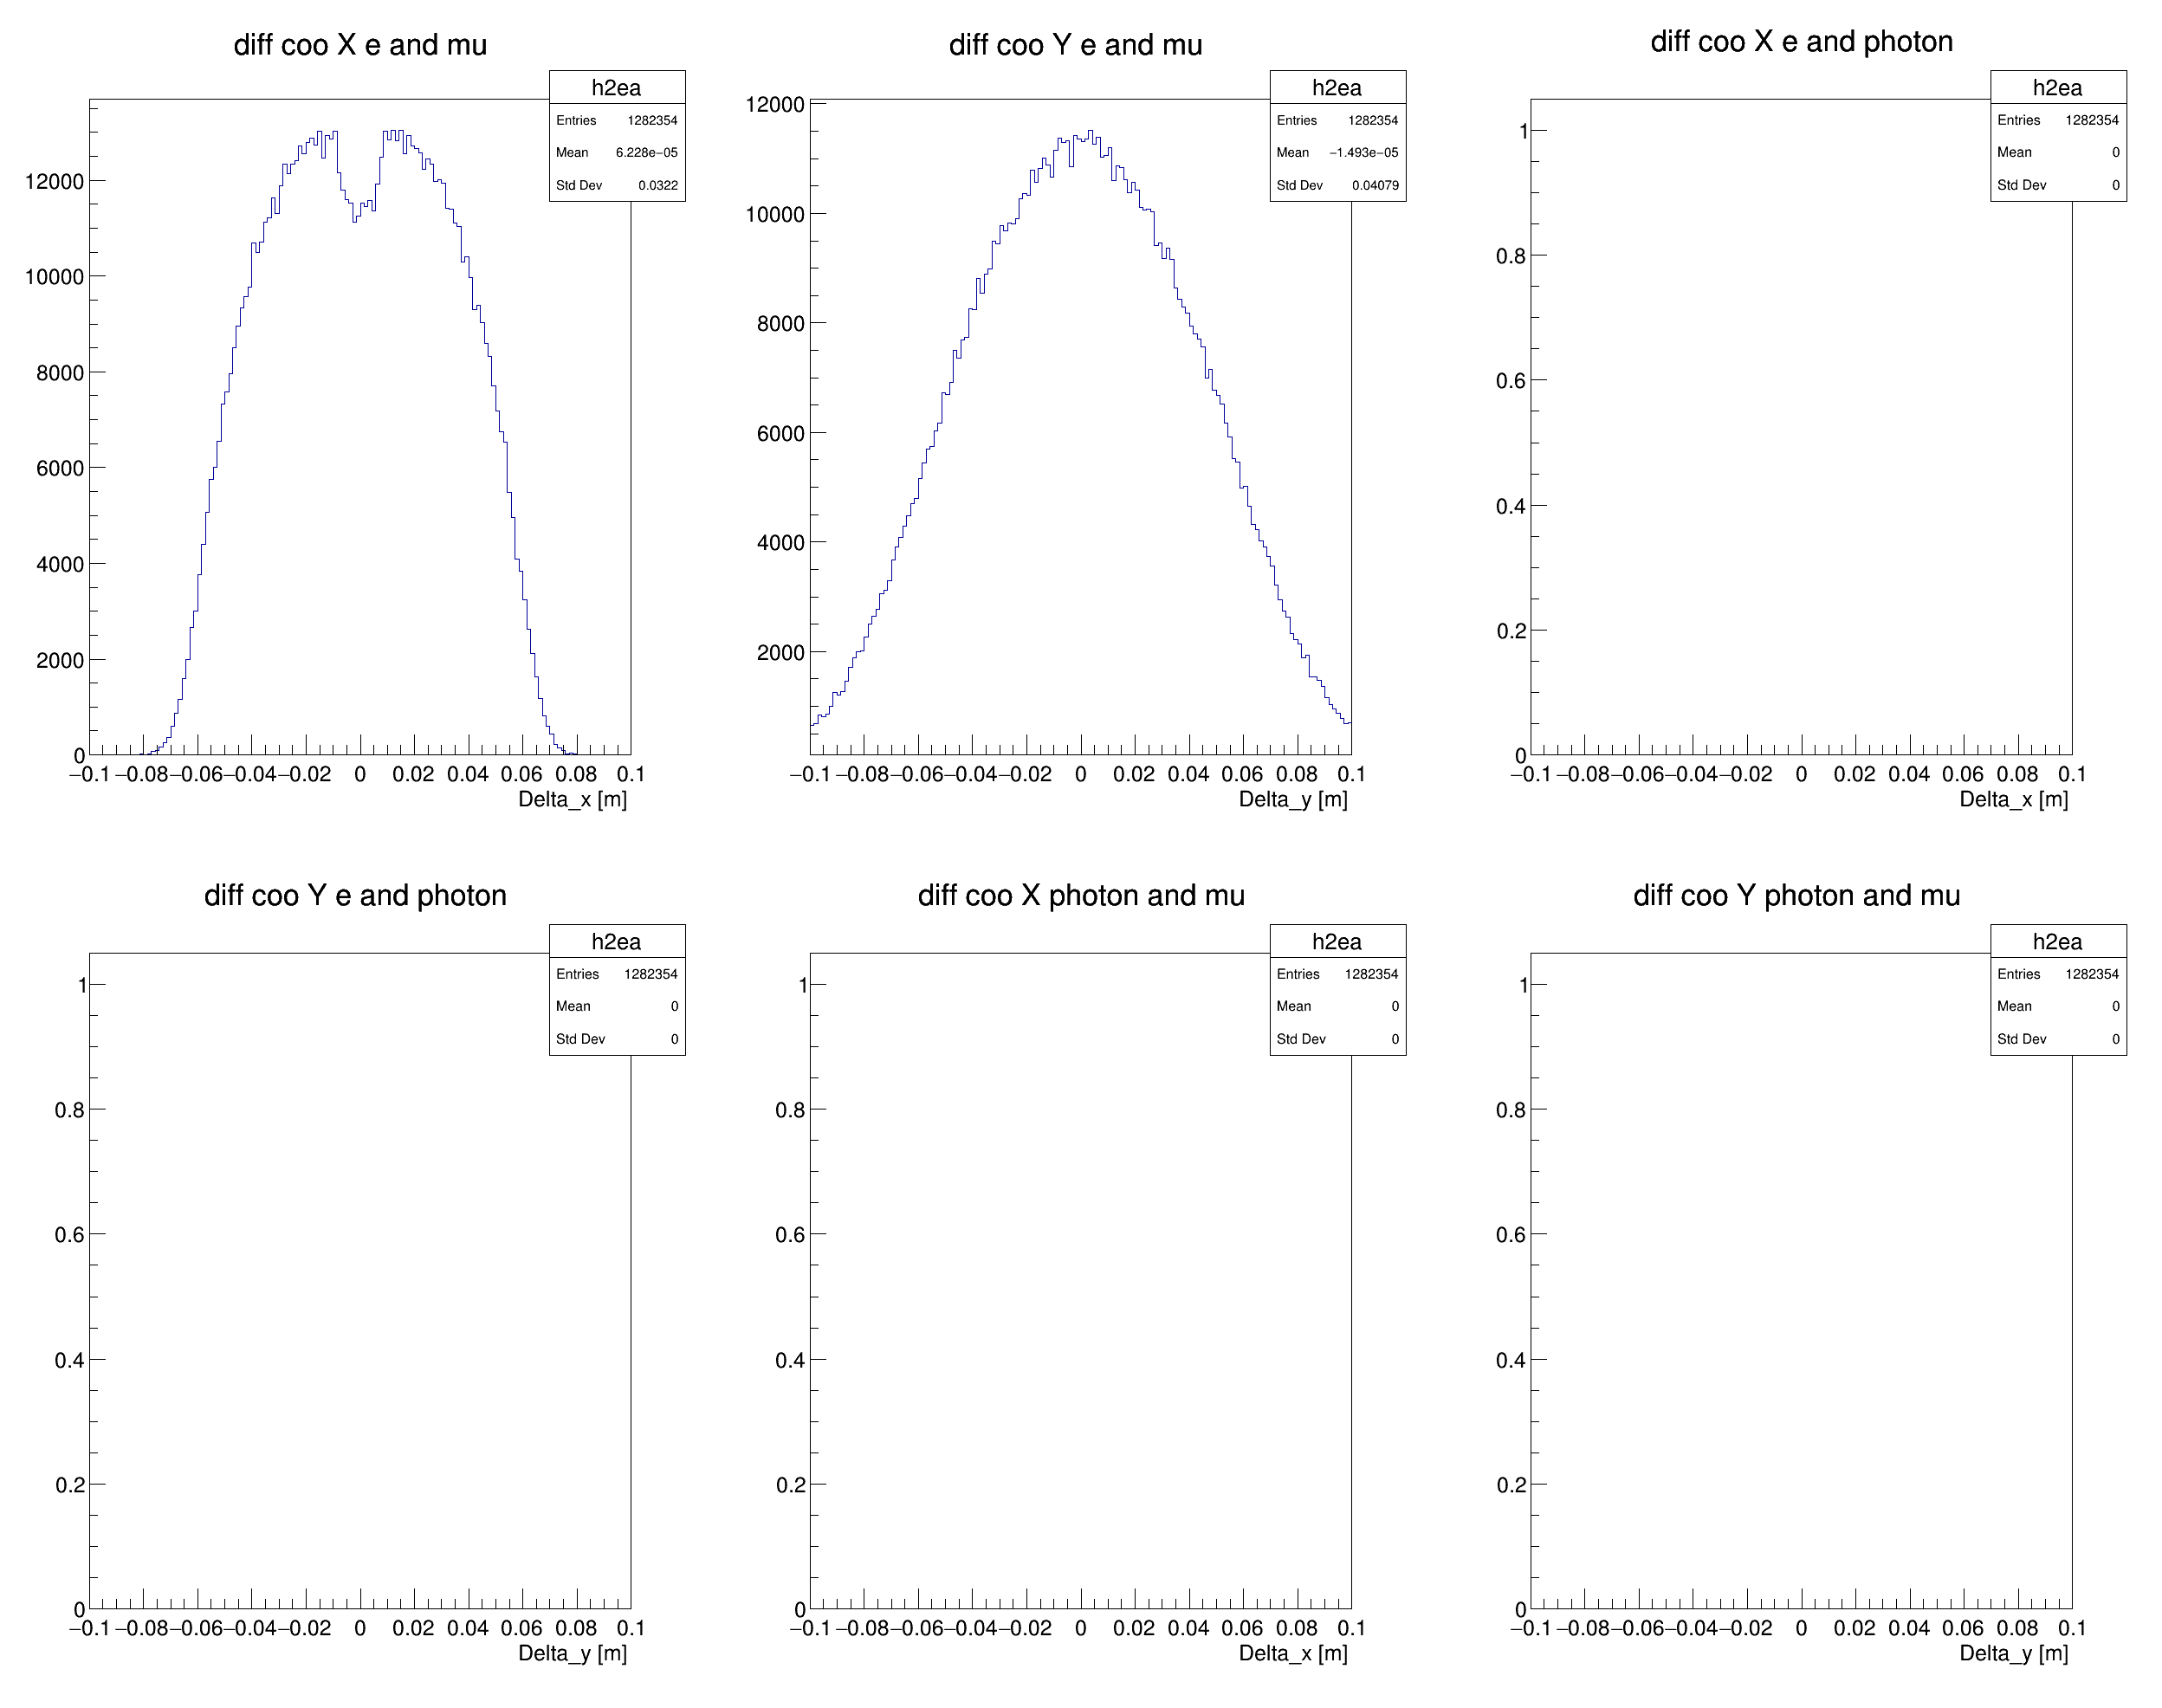 diff coo X e and mu
h2ea
Entries 1282354
Mean 6.228e−05
Std Dev 0.0322
12000
10000
8000
6000
4000
2000
0
−0.1 −0.08 −0.06 −0.04 −0.02 0 0.02 0.04 0.06 0.08 0.1
Delta_x [m]
diff coo Y e and mu
h2ea
Entries 1282354
Mean −1.493e−05
Std Dev 0.04079
12000
10000
8000
6000
4000
2000
−0.1 −0.08 −0.06 −0.04 −0.02 0 0.02 0.04 0.06 0.08 0.1
Delta_y [m]
diff coo X e and photon
h2ea
Entries 1282354
Mean 0
Std Dev 0
1
0.8
0.6
0.4
0.2
0
−0.1 −0.08 −0.06 −0.04 −0.02 0 0.02 0.04 0.06 0.08 0.1
Delta_x [m]
diff coo Y e and photon
h2ea
Entries 1282354
Mean 0
Std Dev 0
1
0.8
0.6
0.4
0.2
0
−0.1 −0.08 −0.06 −0.04 −0.02 0 0.02 0.04 0.06 0.08 0.1
Delta_y [m]
diff coo X photon and mu
h2ea
Entries 1282354
Mean 0
Std Dev 0
1
0.8
0.6
0.4
0.2
0
−0.1 −0.08 −0.06 −0.04 −0.02 0 0.02 0.04 0.06 0.08 0.1
Delta_x [m]
diff coo Y photon and mu
h2ea
Entries 1282354
Mean 0
Std Dev 0
1
0.8
0.6
0.4
0.2
0
−0.1 −0.08 −0.06 −0.04 −0.02 0 0.02 0.04 0.06 0.08 0.1
Delta_y [m]